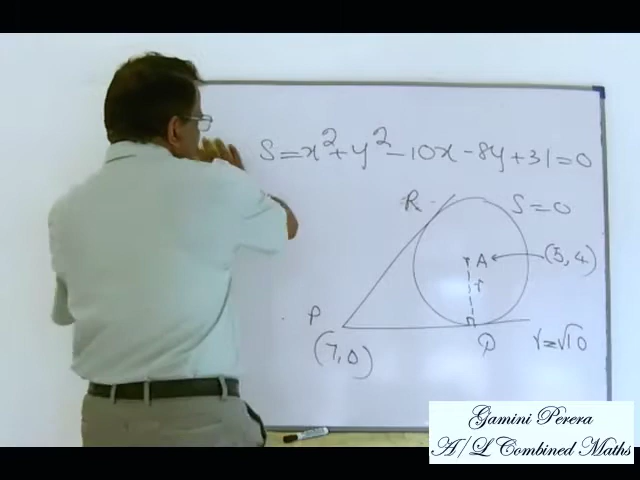 S = x² + y² - 10x - 8y + 31 = 0
R
S = 0
A
(5, 4)
r
P
Q
r = √10
(7, 0)
Gamini Perera
A/L Combined Maths